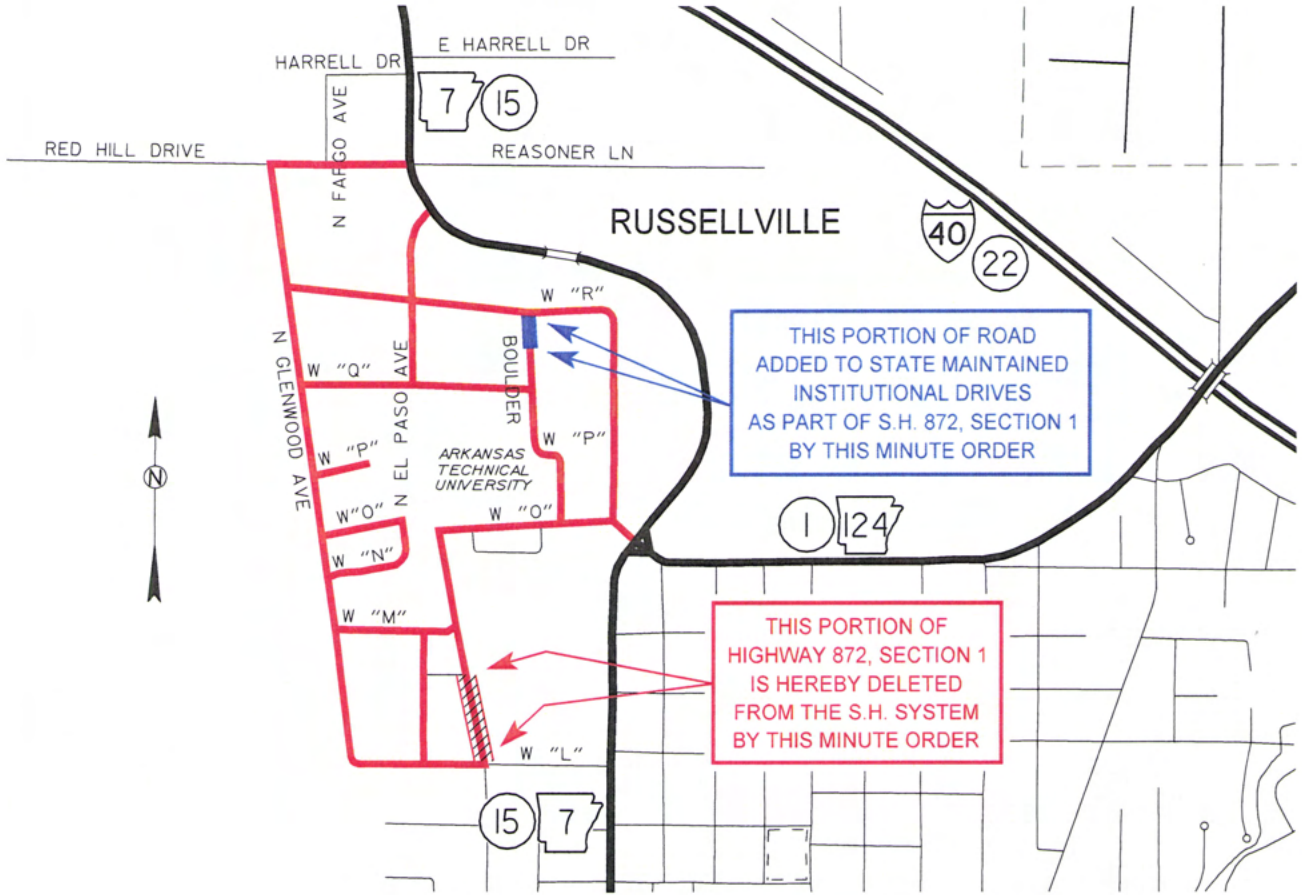 E HARRELL DR
HARRELL DR
7
15
N FARGO AVE
RED HILL DRIVE
REASONER LN
RUSSELLVILLE
40
22
W "R"
THIS PORTION OF ROAD
ADDED TO STATE MAINTAINED
INSTITUTIONAL DRIVES
AS PART OF S.H. 872, SECTION 1
BY THIS MINUTE ORDER
N GLENWOOD AVE
W "Q"
N EL PASO AVE
BOULDER
W "P"
W "P"
ARKANSAS
TECHNICAL
UNIVERSITY
N
W "O"
W "O"
1
124
W "N"
W "M"
THIS PORTION OF
HIGHWAY 872, SECTION 1
IS HEREBY DELETED
FROM THE S.H. SYSTEM
BY THIS MINUTE ORDER
W "L"
15
7